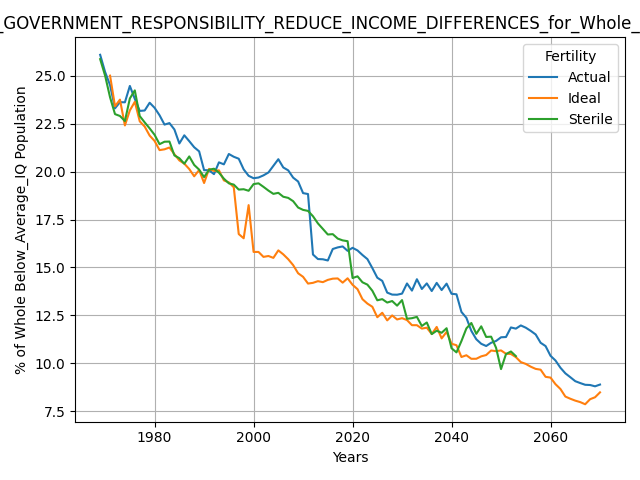 _GOVERNMENT_RESPONSIBILITY_REDUCE_INCOME_DIFFERENCES_for_Whole_
Fertility
Actual
Ideal
Sterile
% of Whole Below_Average_IQ Population
25.0
22.5
20.0
17.5
15.0
12.5
10.0
7.5
1980
2000
2020
2040
2060
Years